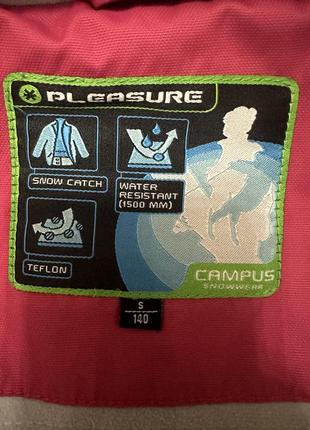 PLEASURE
SNOW CATCH
WATER
RESISTANT
(1500 MM)
TEFLON
CAMPUS
SNOWWEAR
S
140